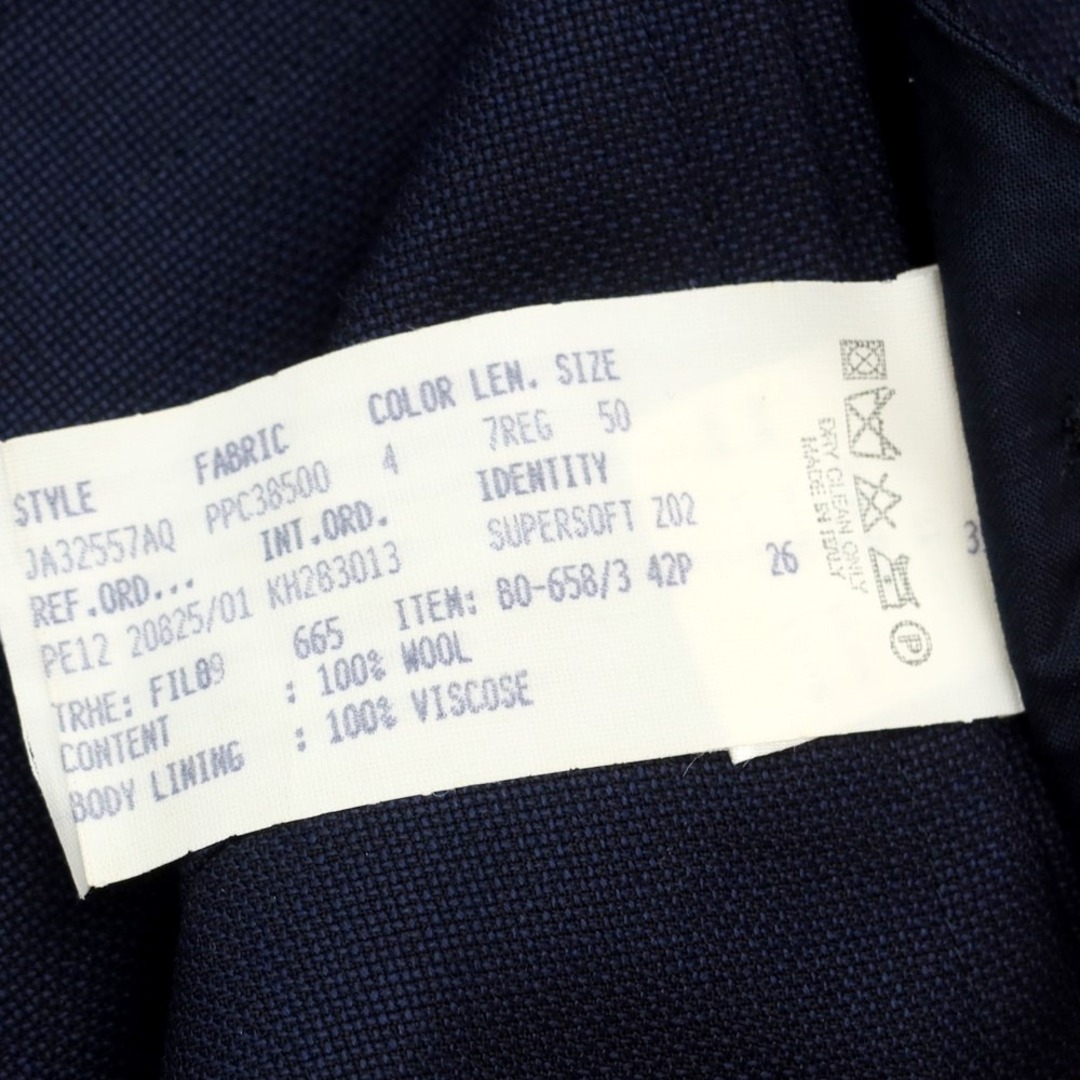 STYLE FABRIC COLOR LEN. SIZE
JA32557AQ PPC38500 4 7REG 50
REF.ORD... INT.ORD. IDENTITY
PE12 20825/01 KH283013 SUPERSOFT Z02
TRHE: FIL09 665 ITEM: 80-658/3 42P 26
CONTENT : 100% WOOL
BODY LINING : 100% VISCOSE
DRY CLEAN ONLY
MADE IN ITALY
P